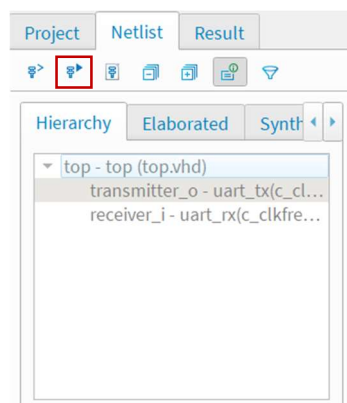 Project Netlist Result
Hierarchy Elaborated Synth
top - top (top.vhd)
transmitter_o - uart_tx(c_cl...
receiver_i - uart_rx(c_clkfre...